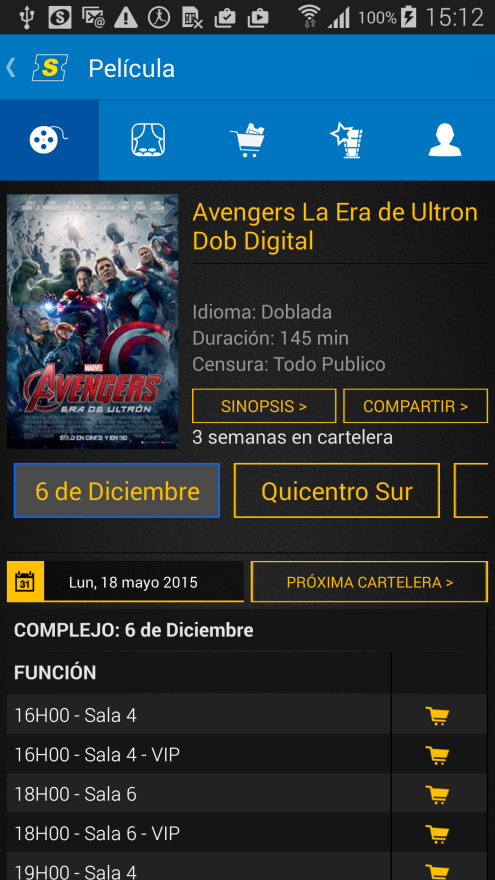 100% 15:12
S Película
Avengers La Era de Ultron
Dob Digital
Idioma: Doblada
Duración: 145 min
Censura: Todo Publico
MARVEL
AVENGERS
ERA DE ULTRÓN
SÓLO EN CINES Y EN 3D
SINOPSIS > COMPARTIR >
3 semanas en cartelera
6 de Diciembre Quicentro Sur
31 Lun, 18 mayo 2015 PRÓXIMA CARTELERA >
COMPLEJO: 6 de Diciembre
FUNCIÓN
16H00 - Sala 4
16H00 - Sala 4 - VIP
18H00 - Sala 6
18H00 - Sala 6 - VIP
19H00 - Sala 4